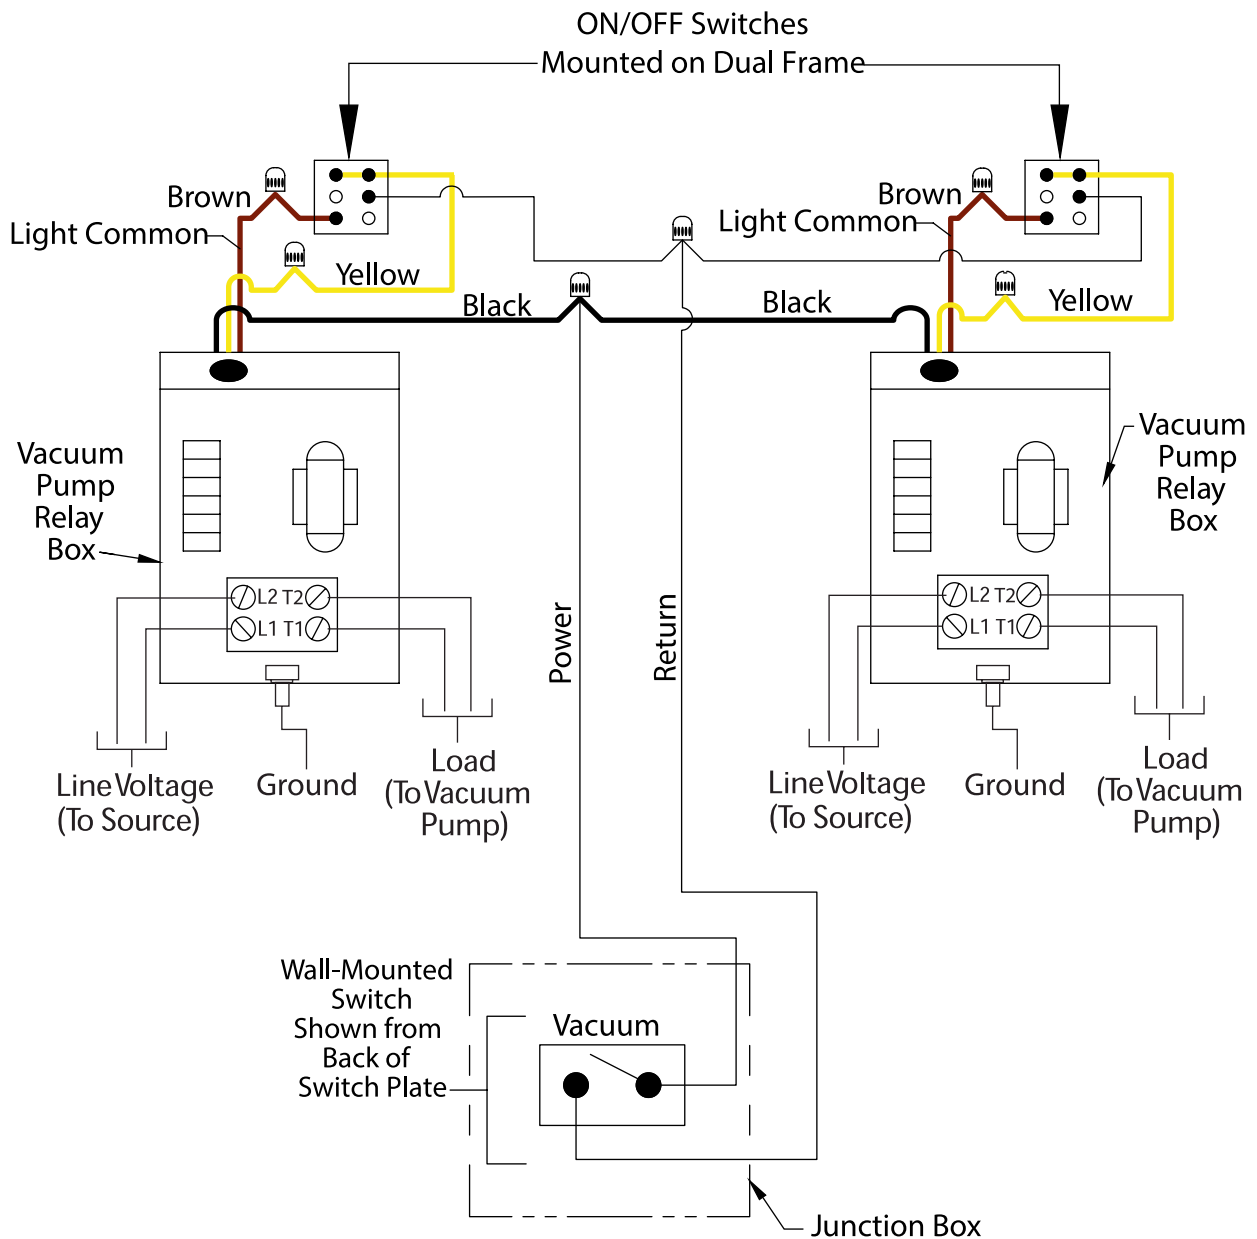 ON/OFF Switches
Mounted on Dual Frame
Brown
Light Common
Yellow
Black
Brown
Light Common
Yellow
Black
Vacuum
Pump
Relay
Box
L2 T2
L1 T1
Line Voltage
(To Source)
Ground
Load
(To Vacuum
Pump)
Power
Return
Vacuum
Pump
Relay
Box
L2 T2
L1 T1
Line Voltage
(To Source)
Ground
Load
(To Vacuum
Pump)
Wall-Mounted
Switch
Shown from
Back of
Switch Plate
Vacuum
Junction Box